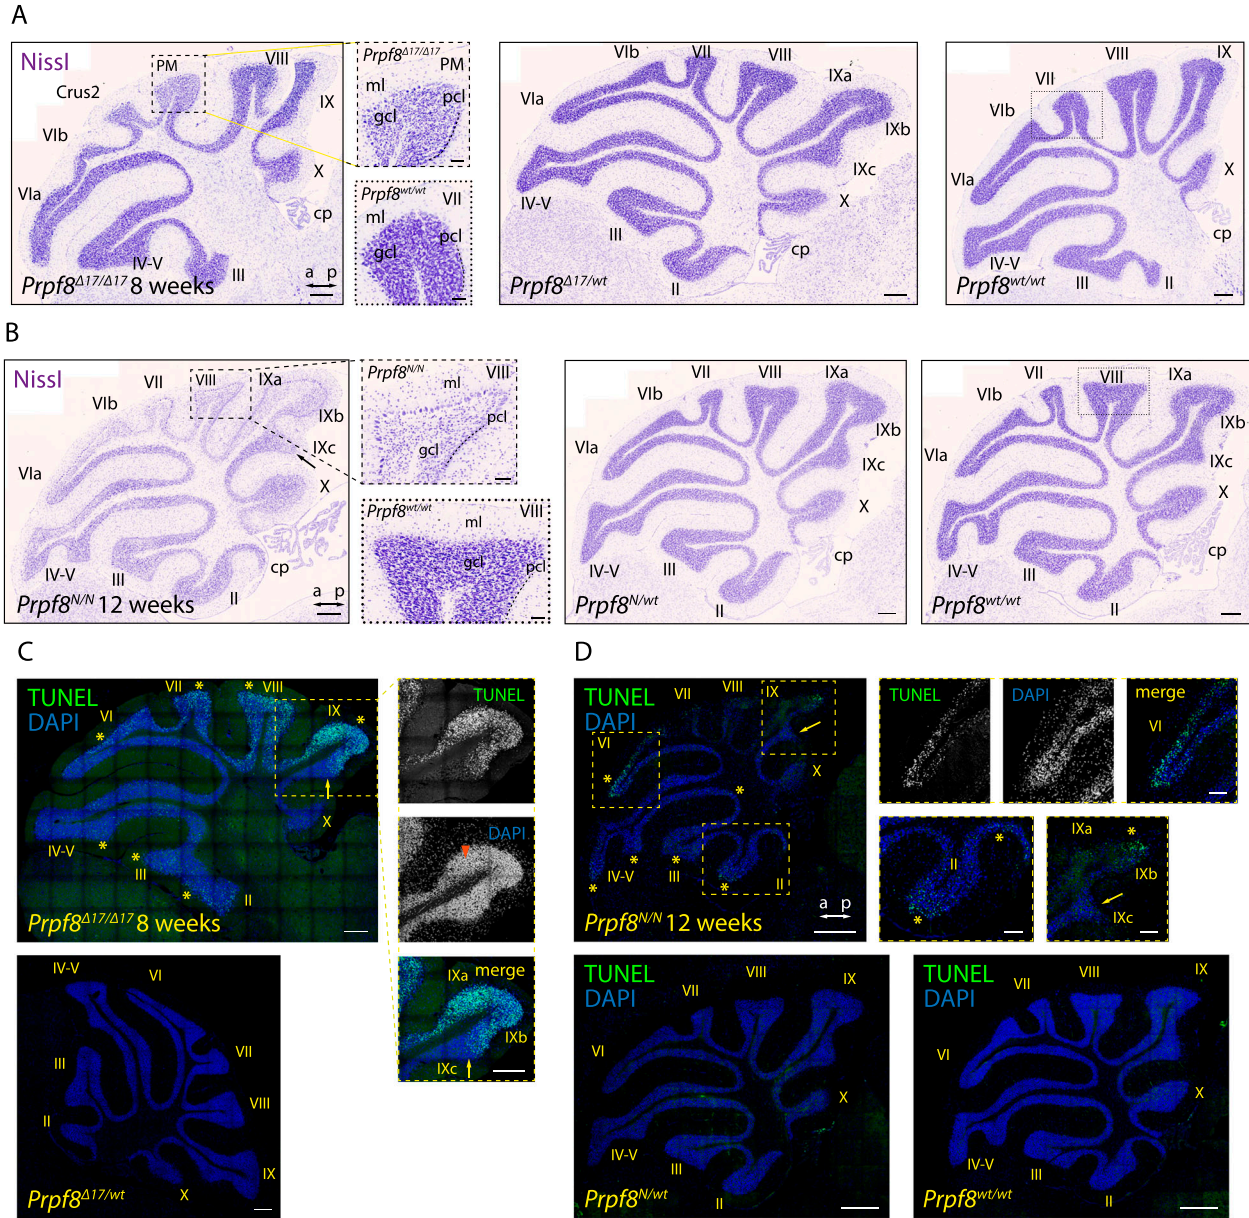 A
Nissl
PM
VIII
Crus2
IX
VIb
X
VIa
cp
IV-V
III
a p
Prpf8Δ17/Δ17 8 weeks
Prpf8Δ17/Δ17
PM
ml
pcl
gcl
Prpf8wt/wt
VII
ml
pcl
gcl
VIb
VII
VIII
IXa
VIa
IXb
IXc
IV-V
X
III
cp
II
Prpf8Δ17/wt
VIII
IX
VII
VIb
X
VIa
cp
IV-V
III
II
Prpf8wt/wt
B
Nissl
VII
VIII
IXa
VIb
IXb
IXc
VIa
X
cp
IV-V
III
II
a p
Prpf8N/N 12 weeks
Prpf8N/N
VIII
ml
pcl
gcl
Prpf8wt/wt
VIII
ml
gcl
pcl
VII
VIII
IXa
VIb
IXb
VIa
IXc
X
cp
IV-V
III
II
Prpf8N/wt
VII
VIII
IXa
VIb
IXb
VIa
IXc
X
cp
IV-V
III
II
Prpf8wt/wt
C
TUNEL
DAPI
VII
*
*
VIII
VI
*
IX
*
X
IV-V
*
*
III
*
II
Prpf8Δ17/Δ17 8 weeks
TUNEL
DAPI
IXa
merge
IXb
IXc
IV-V
VI
III
VII
VIII
II
IX
X
Prpf8Δ17/wt
D
TUNEL
DAPI
VII
VIII
IX
VI
*
X
*
IV-V
*
*
III
*
*
II
a p
Prpf8N/N 12 weeks
TUNEL
DAPI
merge
VI
II
*
*
IXa
*
IXb
IXc
TUNEL
DAPI
VII
VIII
IX
VI
X
IV-V
III
II
Prpf8N/wt
TUNEL
DAPI
VII
VIII
IX
VI
X
IV-V
III
II
Prpf8wt/wt